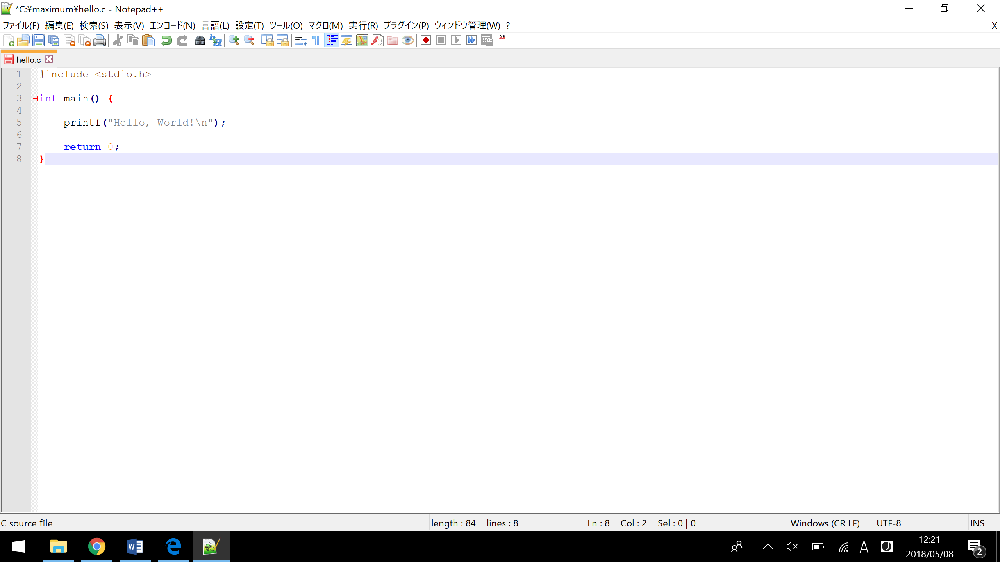 *C:¥maximum¥hello.c - Notepad++
ファイル(F) 編集(E) 検索(S) 表示(V) エンコード(N) 言語(L) 設定(T) ツール(O) マクロ(M) 実行(R) プラグイン(P) ウィンドウ管理(W) ? X
ABC
hello.c
1 #include <stdio.h>
2
3 int main() {
4
5     printf("Hello, World!\n");
6
7     return 0;
8 }
C source file length : 84 lines : 8 Ln : 8 Col : 2 Sel : 0 | 0 Windows (CR LF) UTF-8 INS
A 12:21
2018/05/08
2